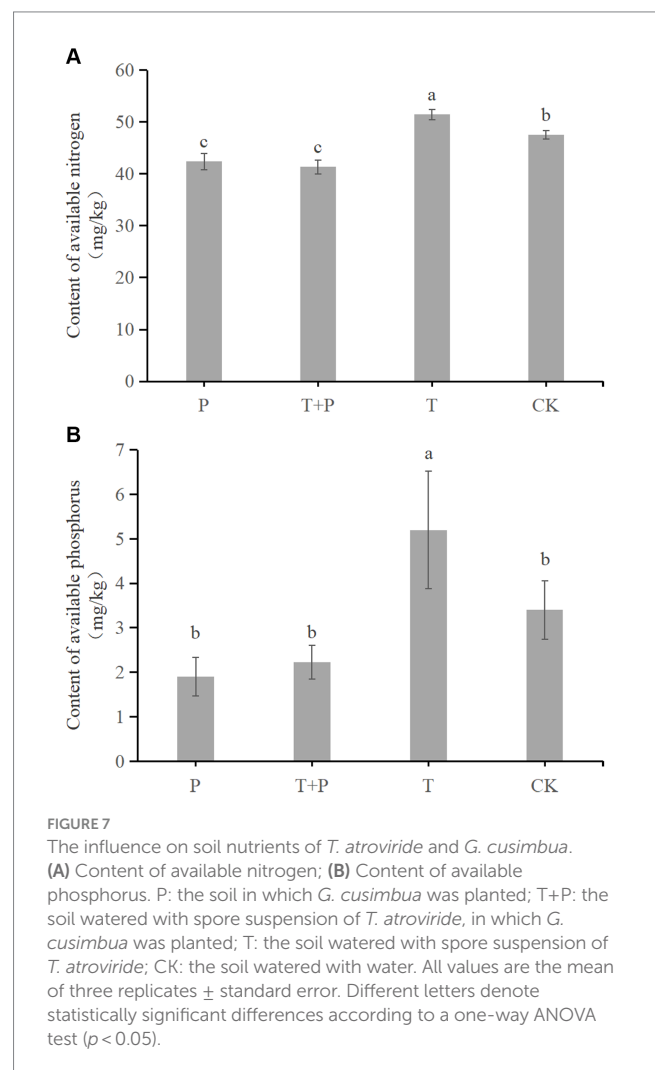 A
60
50
40
30
20
10
0
Content of available nitrogen
（mg/kg）
c
c
a
b
P T+P T CK
B
7
6
5
4
3
2
1
0
Content of available phosphorus
（mg/kg）
b
b
a
b
P T+P T CK
FIGURE 7
The influence on soil nutrients of T. atroviride and G. cusimbua.
(A) Content of available nitrogen; (B) Content of available
phosphorus. P: the soil in which G. cusimbua was planted; T+P: the
soil watered with spore suspension of T. atroviride, in which G.
cusimbua was planted; T: the soil watered with spore suspension of
T. atroviride; CK: the soil watered with water. All values are the mean
of three replicates ± standard error. Different letters denote
statistically significant differences according to a one-way ANOVA
test (p < 0.05).